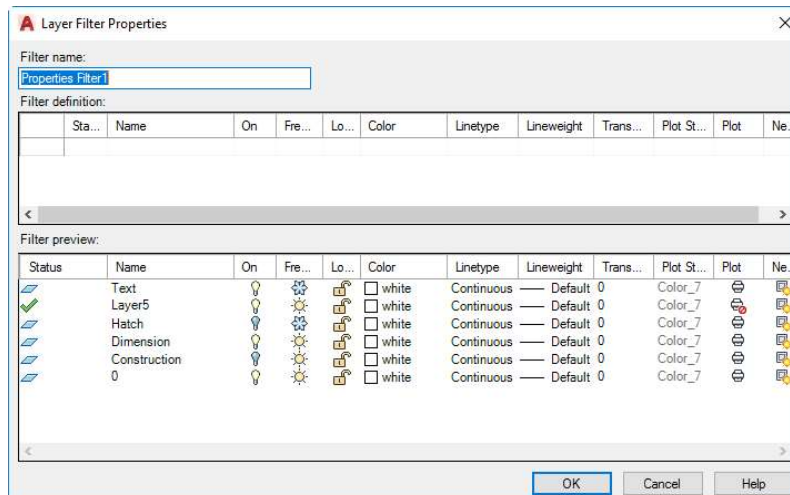 A Layer Filter Properties
Filter name:
Properties Filter1
Filter definition:
Sta... Name On Fre... Lo... Color Linetype Lineweight Trans... Plot St... Plot Ne..
Filter preview:
Status Name On Fre... Lo... Color Linetype Lineweight Trans... Plot St... Plot Ne..
Text white Continuous Default 0 Color_7
Layer5 white Continuous Default 0 Color_7
Hatch white Continuous Default 0 Color_7
Dimension white Continuous Default 0 Color_7
Construction white Continuous Default 0 Color_7
0 white Continuous Default 0 Color_7
OK Cancel Help